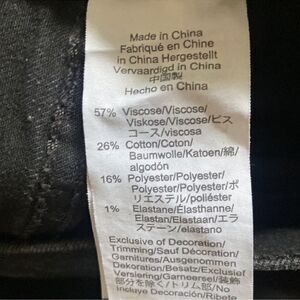 Made in China
Fabriqué en Chine
in China Hergestellt
Vervaardigd in China
中国製
Hecho en China
57% Viscose/Viscose/
Viskose/Viscose/ビス
コース/viscosa
26% Cotton/Coton/
Baumwolle/Katoen/綿/
algodón
16% Polyester/Polyester/
Polyester/Polyester/ポ
リエステル/poliéster
1% Elastane/Élasthanne/
Elastan/Elastaan/エラ
ステーン/elastano
Exclusive of Decoration/
Trimming/Sauf Décoration/
Garnitures/Ausgenommen
Dekoration/Besatz/Exclusief
Versiering/Garneersel/装飾
部分を除く/トリム部/No
Incluye Decoración/Ribete